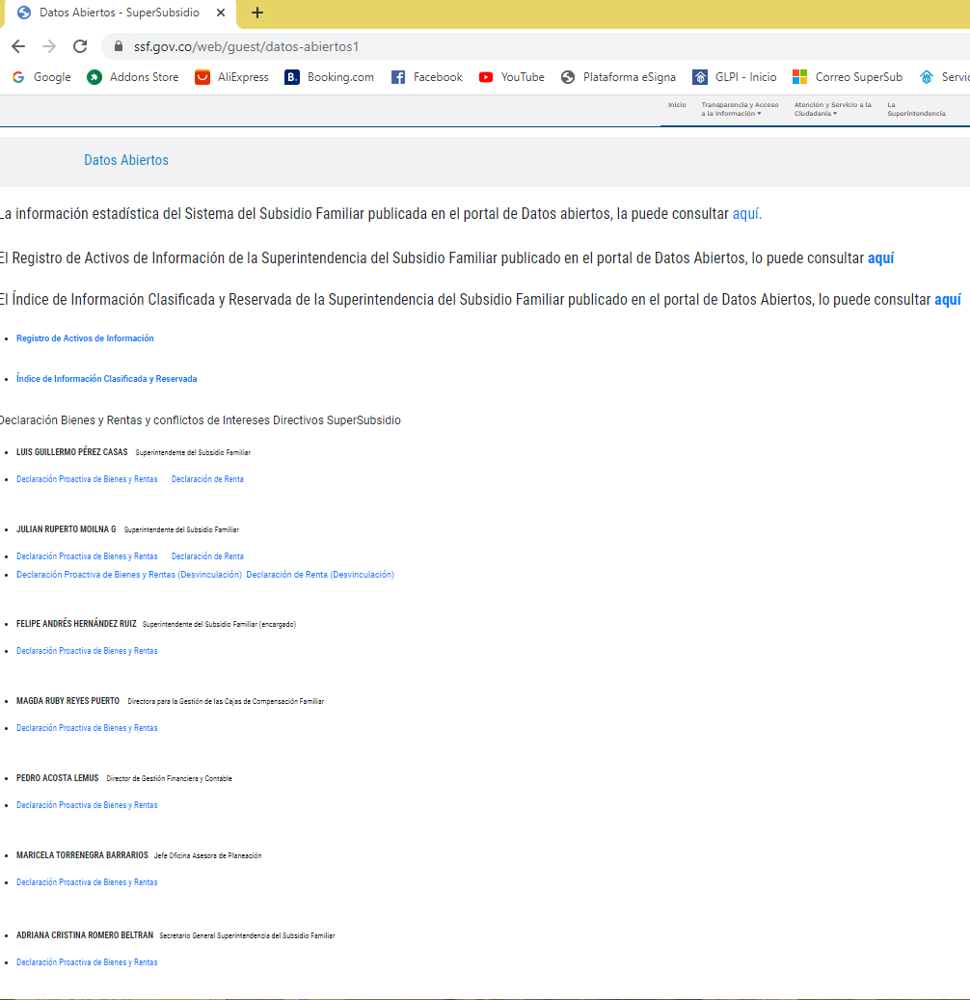 Datos Abiertos - SuperSubsidio
ssf.gov.co/web/guest/datos-abiertos1
Google Addons Store AliExpress B. Booking.com Facebook YouTube Plataforma eSigna GLPI - Inicio Correo SuperSub Servic
Inicio Transparencia y Acceso a la Información Atención y Servicio a la Ciudadanía La Superintendencia
Datos Abiertos
La información estadística del Sistema del Subsidio Familiar publicada en el portal de Datos abiertos, la puede consultar aquí.
El Registro de Activos de Información de la Superintendencia del Subsidio Familiar publicado en el portal de Datos Abiertos, lo puede consultar aquí
El Índice de Información Clasificada y Reservada de la Superintendencia del Subsidio Familiar publicado en el portal de Datos Abiertos, lo puede consultar aquí
Registro de Activos de Información
Índice de Información Clasificada y Reservada
Declaración Bienes y Rentas y conflictos de Intereses Directivos SuperSubsidio
LUIS GUILLERMO PÉREZ CASAS Superintendente del Subsidio Familiar
Declaración Proactiva de Bienes y Rentas Declaración de Renta
JULIAN RUPERTO MOILNA G Superintendente del Subsidio Familiar
Declaración Proactiva de Bienes y Rentas Declaración de Renta
Declaración Proactiva de Bienes y Rentas (Desvinculación) Declaración de Renta (Desvinculación)
FELIPE ANDRÉS HERNÁNDEZ RUIZ Superintendente del Subsidio Familiar (encargado)
Declaración Proactiva de Bienes y Rentas
MAGDA RUBY REYES PUERTO Directora para la Gestión de las Cajas de Compensación Familiar
Declaración Proactiva de Bienes y Rentas
PEDRO ACOSTA LEMUS Director de Gestión Financiera y Contable
Declaración Proactiva de Bienes y Rentas
MARICELA TORRENEGRA BARRARIOS Jefe Oficina Asesora de Planeación
Declaración Proactiva de Bienes y Rentas
ADRIANA CRISTINA ROMERO BELTRAN Secretario General Superintendencia del Subsidio Familiar
Declaración Proactiva de Bienes y Rentas